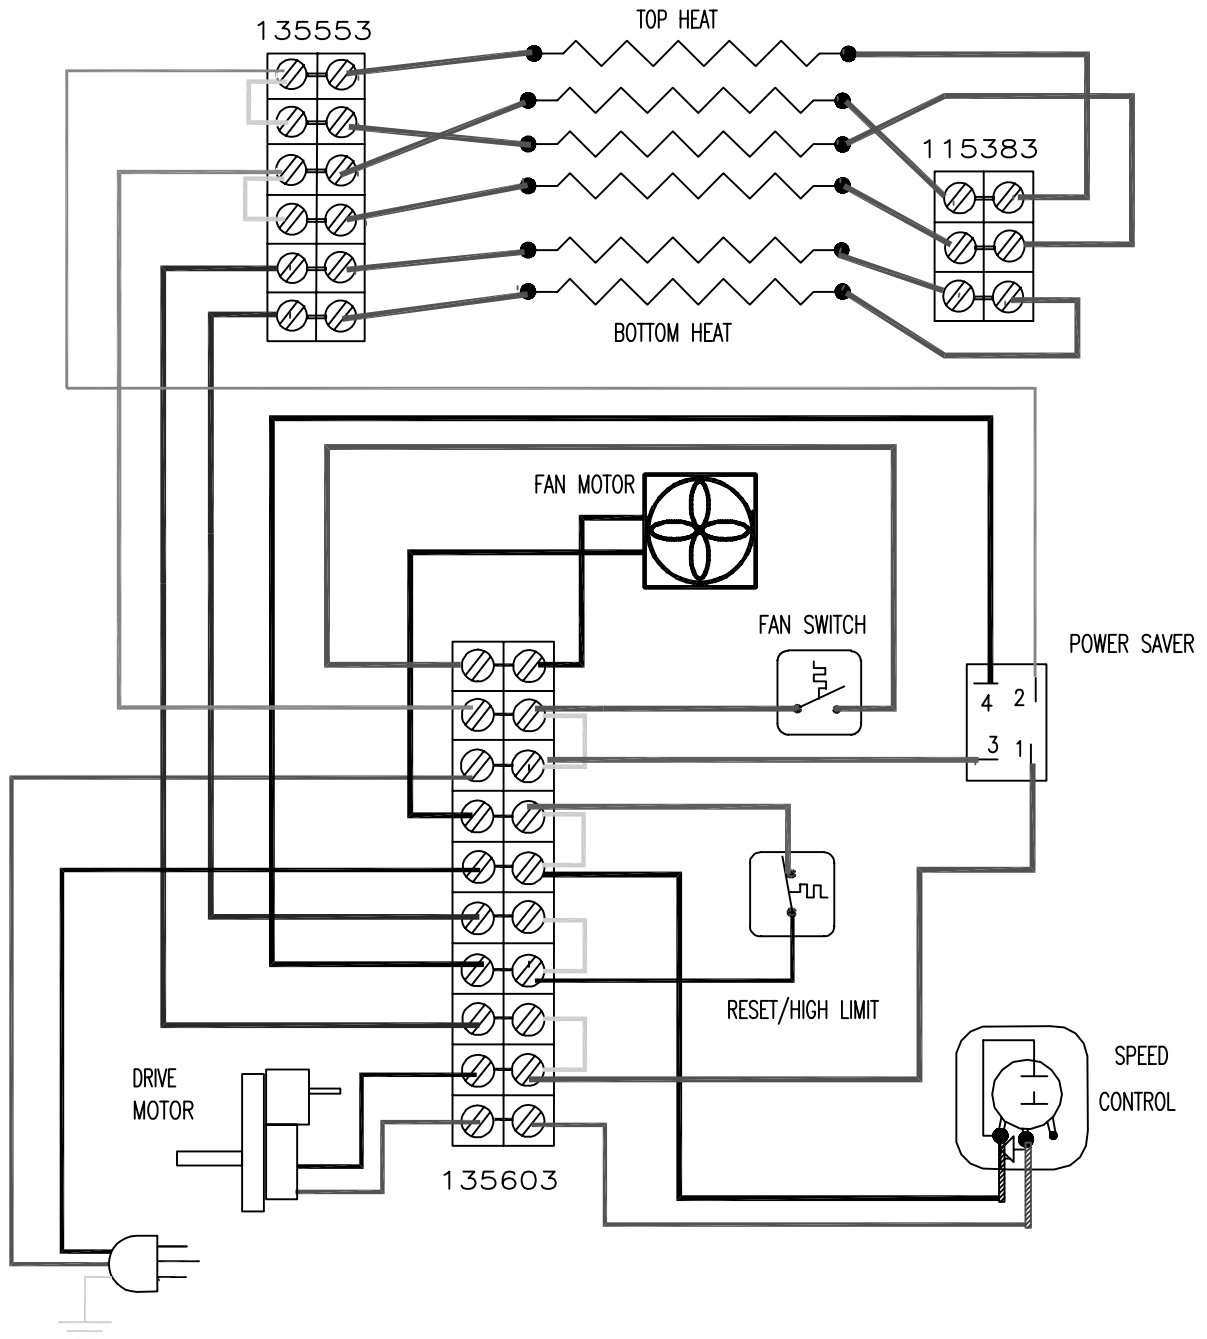 TOP HEAT
135553
115383
BOTTOM HEAT
FAN MOTOR
FAN SWITCH
POWER SAVER
4 2
3 1
RESET/HIGH LIMIT
SPEED
CONTROL
DRIVE
MOTOR
135603